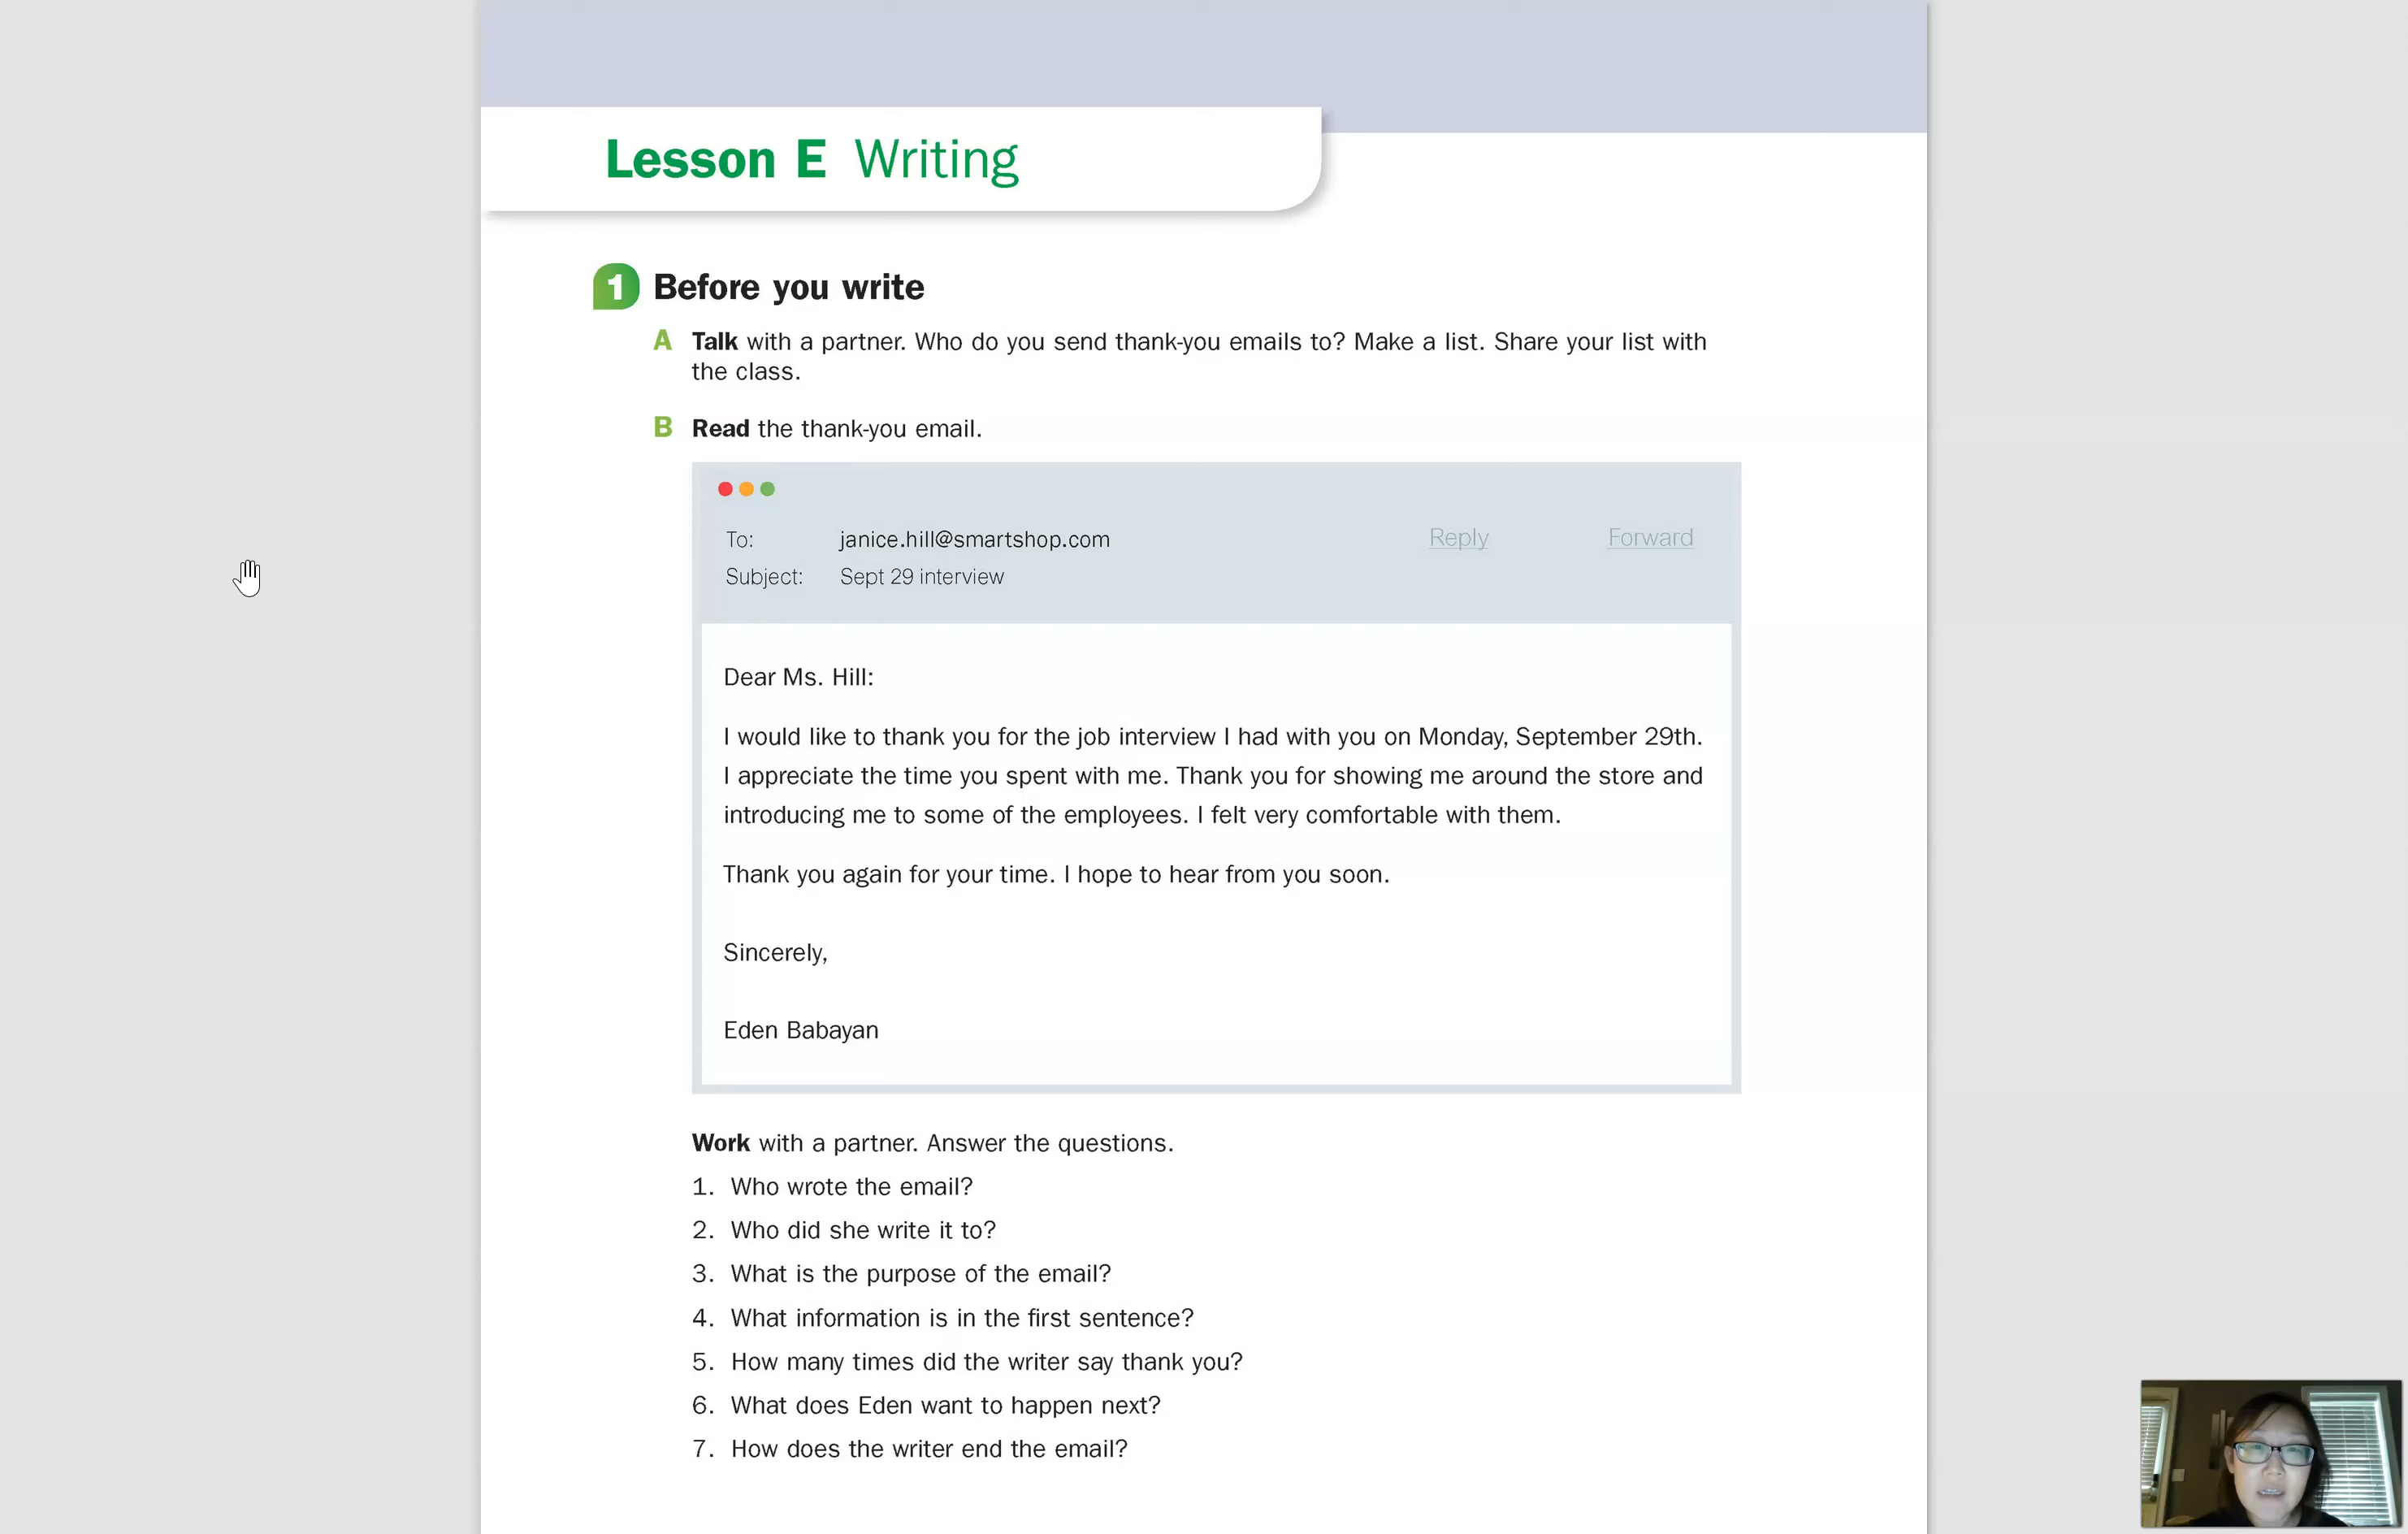 Lesson E Writing
1 Before you write
A Talk with a partner. Who do you send thank-you emails to? Make a list. Share your list with
the class.
B Read the thank-you email.
To: janice.hill@smartshop.com Reply Forward
Subject: Sept 29 interview
Dear Ms. Hill:
I would like to thank you for the job interview I had with you on Monday, September 29th.
I appreciate the time you spent with me. Thank you for showing me around the store and
introducing me to some of the employees. I felt very comfortable with them.
Thank you again for your time. I hope to hear from you soon.
Sincerely,
Eden Babayan
Work with a partner. Answer the questions.
1. Who wrote the email?
2. Who did she write it to?
3. What is the purpose of the email?
4. What information is in the first sentence?
5. How many times did the writer say thank you?
6. What does Eden want to happen next?
7. How does the writer end the email?